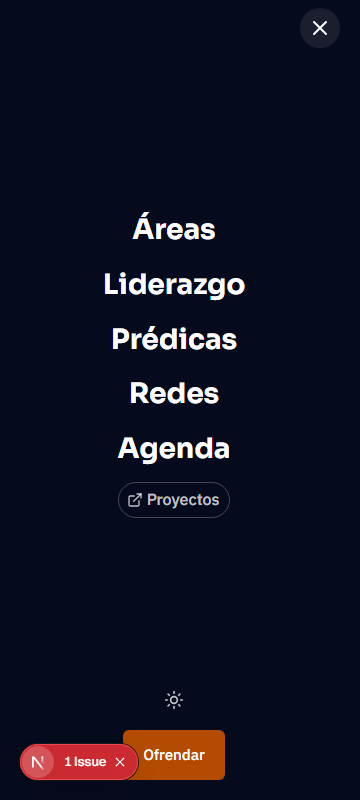 Áreas
Liderazgo
Prédicas
Redes
Agenda
Proyectos
Ofrendar
N 1 Issue